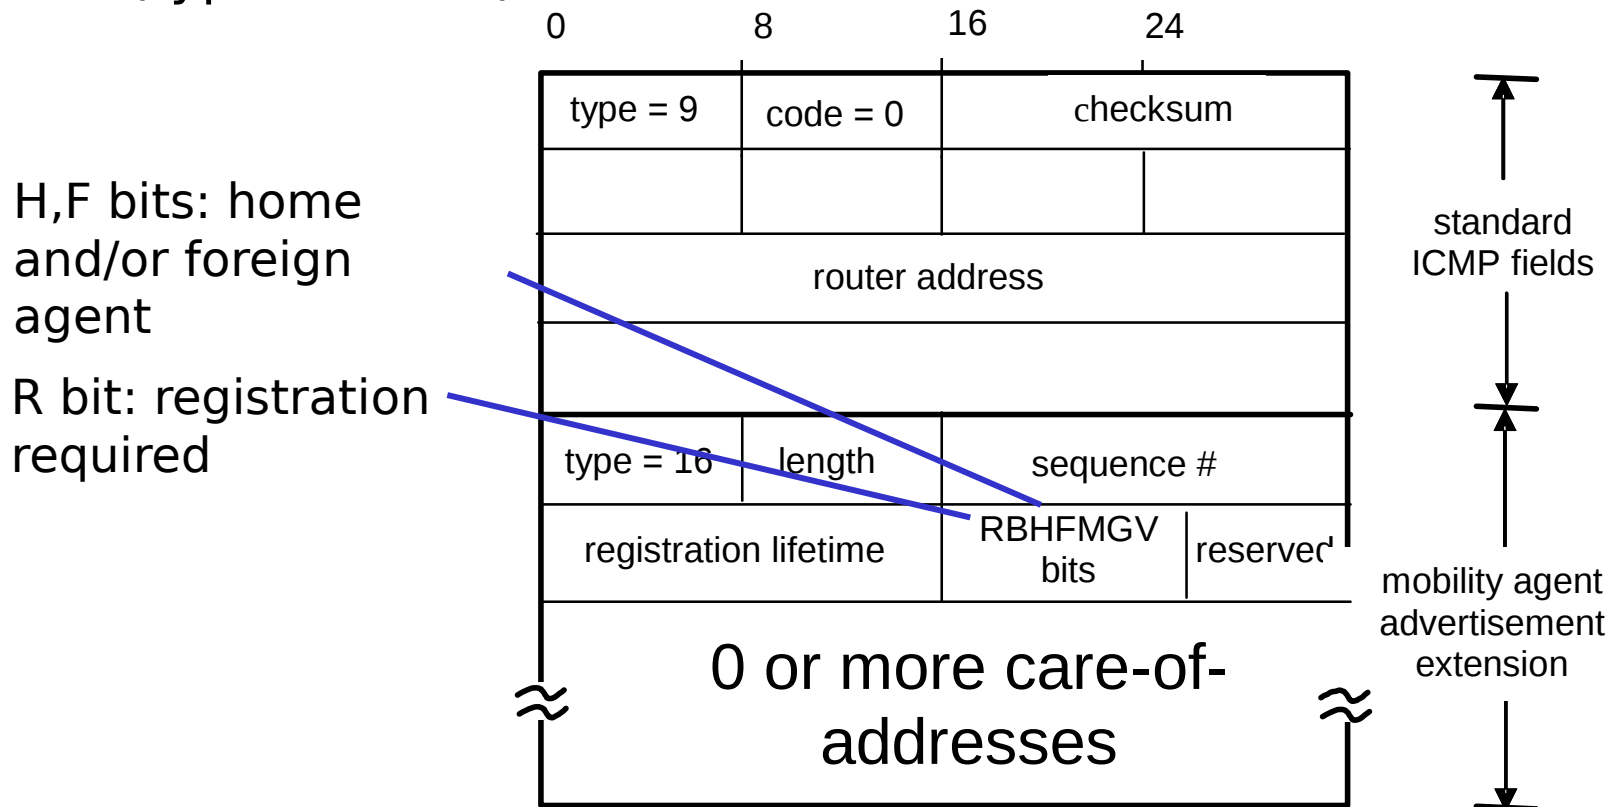 0 8 16 24
type = 9 code = 0 checksum
H,F bits: home
and/or foreign
agent
router address
standard
ICMP fields
R bit: registration
required
type = 16 length sequence #
registration lifetime RBHFMGV
bits reserved
mobility agent
advertisement
extension
0 or more care-of-
addresses